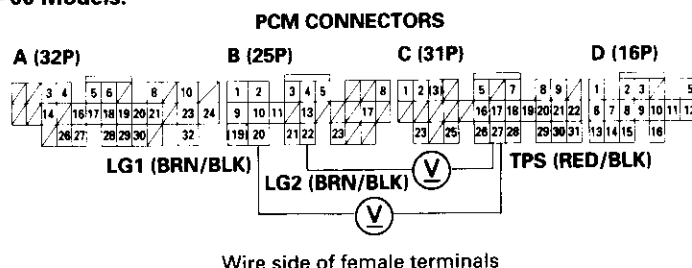 Models:
PCM CONNECTORS
A (32P) B (25P) C (31P) D (16P)
3 4 5 6 8 10 1 2 3 4 5 8 1 2 (3) 5 7 8 9 1 2 3 5
14 16 17 18 19 20 21 23 24 9 10 11 13 17 16 17 18 19 20 21 22 6 7 8 9 10 11 12
26 27 28 29 30 32 (19) 20 21 22 23 23 25 26 27 28 29 30 31 13 14 15 16
LG1 (BRN/BLK) LG2 (BRN/BLK) V TPS (RED/BLK)
V
Wire side of female terminals